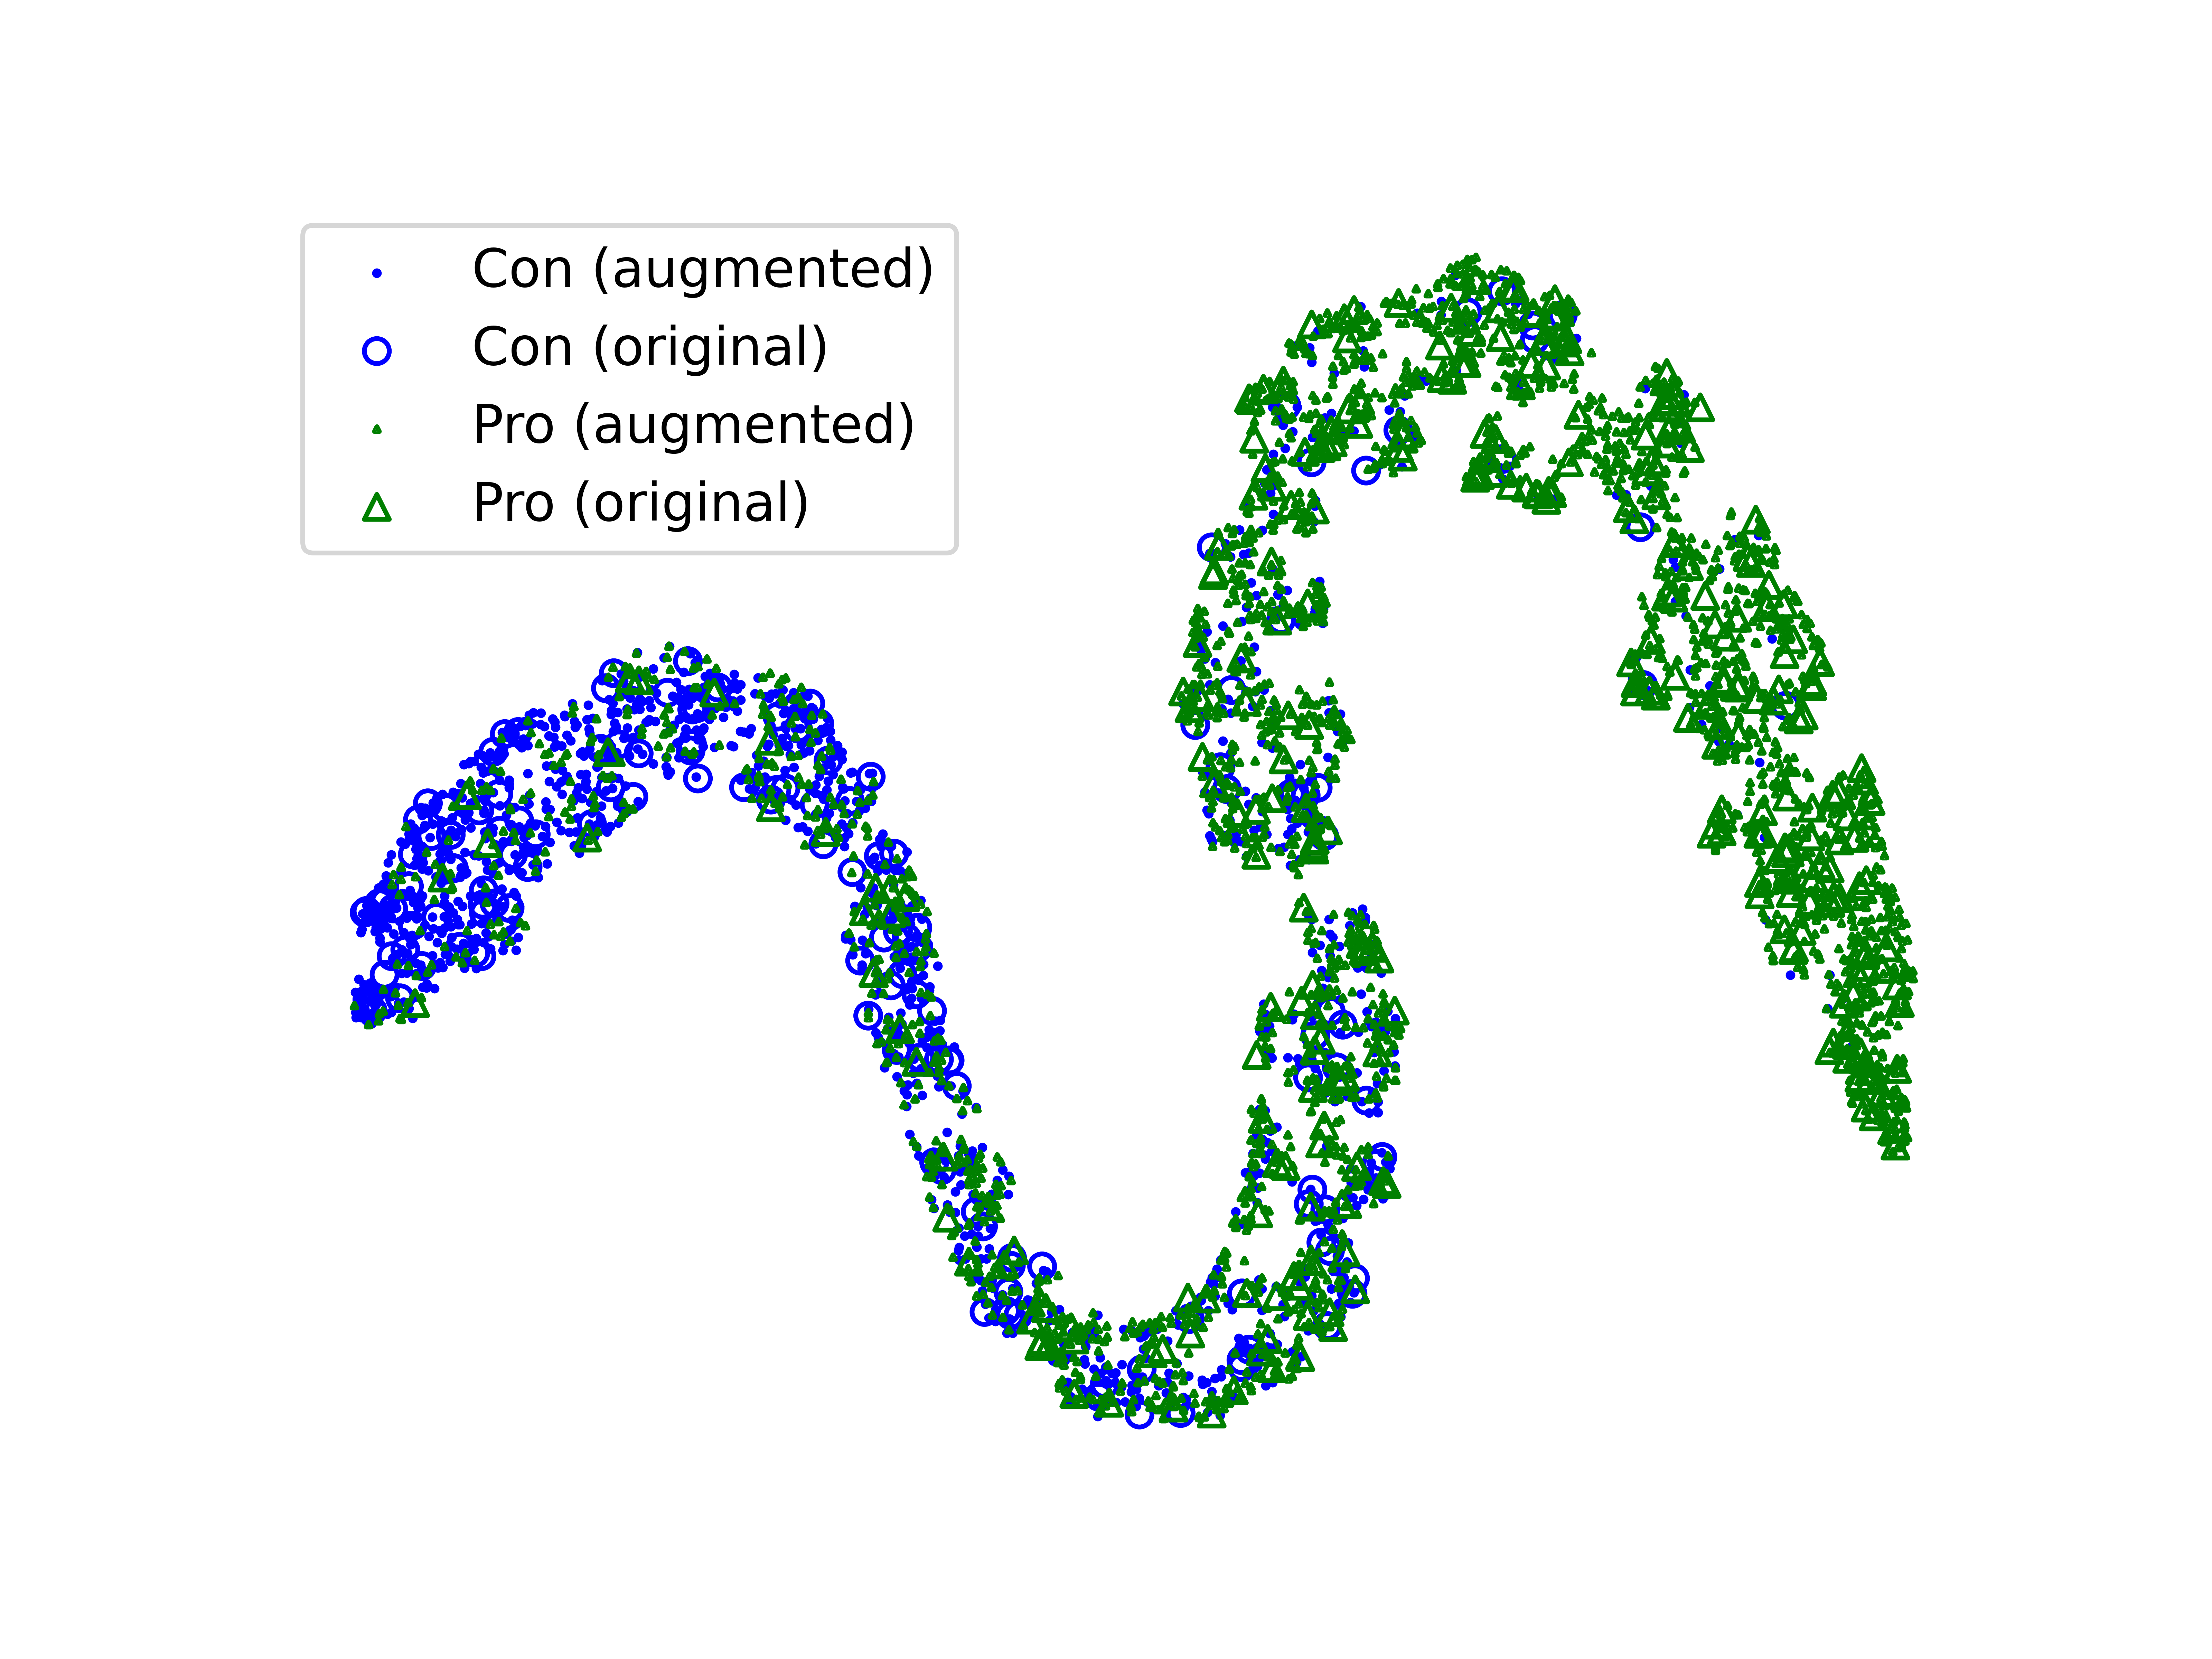 Con (augmented)
Con (original)
Pro (augmented)
Pro (original)